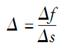 Δ = Δf / Δs